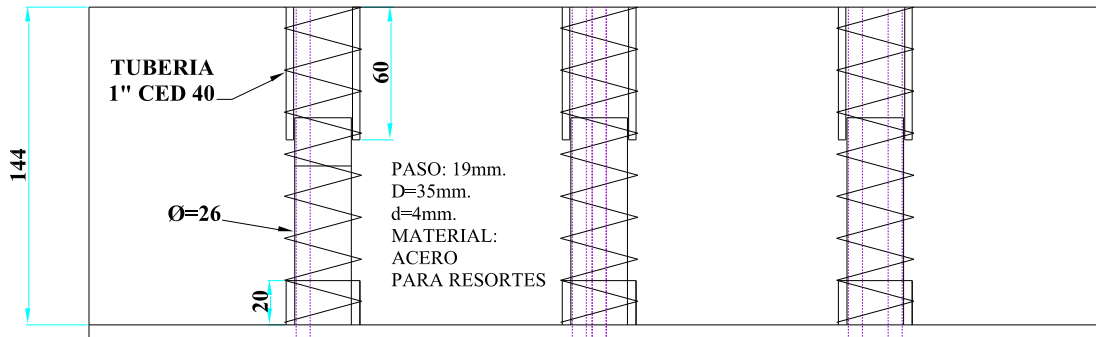 TUBERIA
1" CED 40
60
144
PASO: 19mm.
D=35mm.
d=4mm.
MATERIAL:
ACERO
PARA RESORTES
Ø=26
20